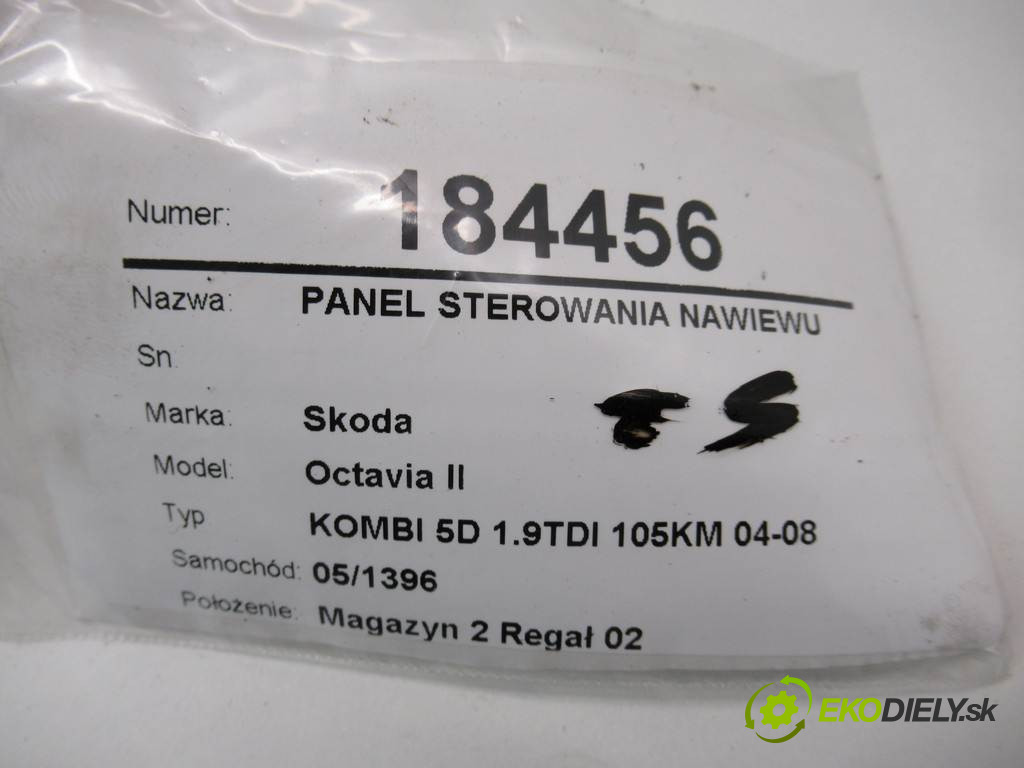 Numer: 184456
Nazwa: PANEL STEROWANIA NAWIEWU
Sn.
Marka: Skoda
Model: Octavia II
Typ KOMBI 5D 1.9TDI 105KM 04-08
Samochód: 05/1396
Położenie: Magazyn 2 Regał 02
EKODIELY.sk